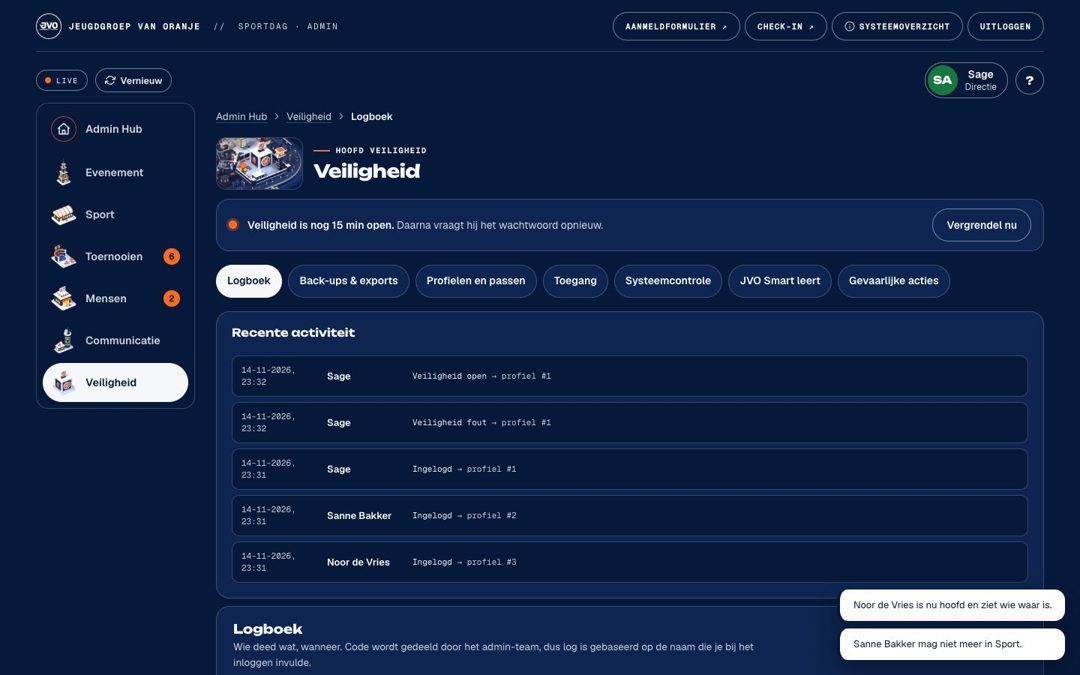 JVO JEUGDGROEP VAN ORANJE // SPORTDAG · ADMIN
AANMELDFORMULIER ↗ CHECK-IN ↗ SYSTEEMOVERZICHT UITLOGGEN
LIVE Vernieuw
SA Sage
Directie
?
Admin Hub
Evenement
Sport
Toernooien 6
Mensen 2
Communicatie
Veiligheid
Admin Hub > Veiligheid > Logboek
HOOFD VEILIGHEID
Veiligheid
Veiligheid is nog 15 min open. Daarna vraagt hij het wachtwoord opnieuw.
Vergrendel nu
Logboek Back-ups & exports Profielen en passen Toegang Systeemcontrole JVO Smart leert Gevaarlijke acties
Recente activiteit
14-11-2026, 23:32 Sage Veiligheid open → profiel #1
14-11-2026, 23:32 Sage Veiligheid fout → profiel #1
14-11-2026, 23:31 Sage Ingelogd → profiel #1
14-11-2026, 23:31 Sanne Bakker Ingelogd → profiel #2
14-11-2026, 23:31 Noor de Vries Ingelogd → profiel #3
Logboek
Wie deed wat, wanneer. Code wordt gedeeld door het admin-team, dus log is gebaseerd op de naam die je bij het
inloggen invulde.
Noor de Vries is nu hoofd en ziet wie waar is.
Sanne Bakker mag niet meer in Sport.